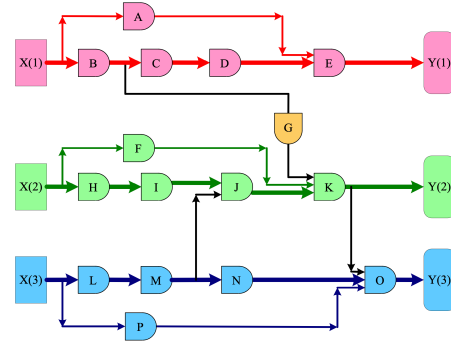 A
X(1) B C D E Y(1)
G
F
X(2) H I J K Y(2)
X(3) L M N O Y(3)
P